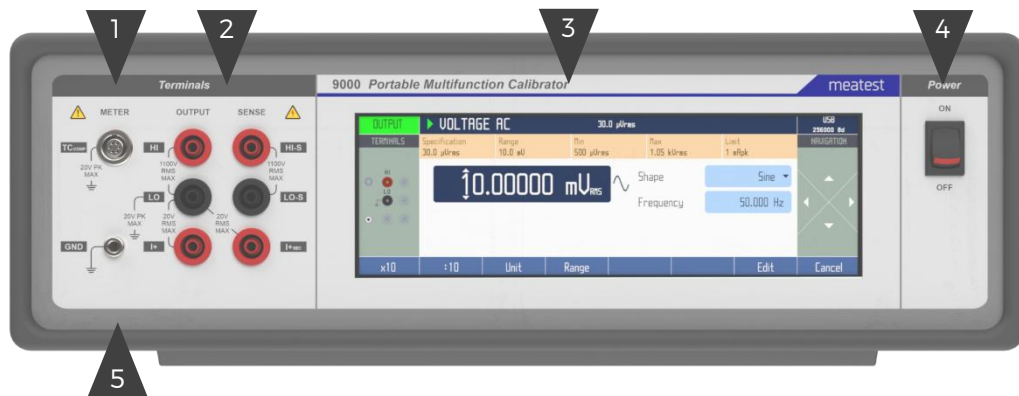 1
2
3
4
5
Terminals
9000 Portable Multifunction Calibrator
meatest
Power
METER
OUTPUT
SENSE
TCCOMP
HI
HI-S
20V PK
MAX
1100V
RMS
MAX
1100V
RMS
MAX
LO
LO-S
20V PK
MAX
20V
RMS
MAX
20V
RMS
MAX
GND
I+
I+AUX
OUTPUT
VOLTAGE AC
30.0 µVrms
USB
256000 Bd
TERMINALS
Specification
Range
Min
Max
Limit
NAVIGATION
30.0 µVrms
10.0 mV
500 µVrms
1.05 kVrms
1 mApk
HI
LO
10.00000 mVRMS
Shape
Sine
Frequency
50.000 Hz
x10
:10
Unit
Range
Edit
Cancel
ON
OFF